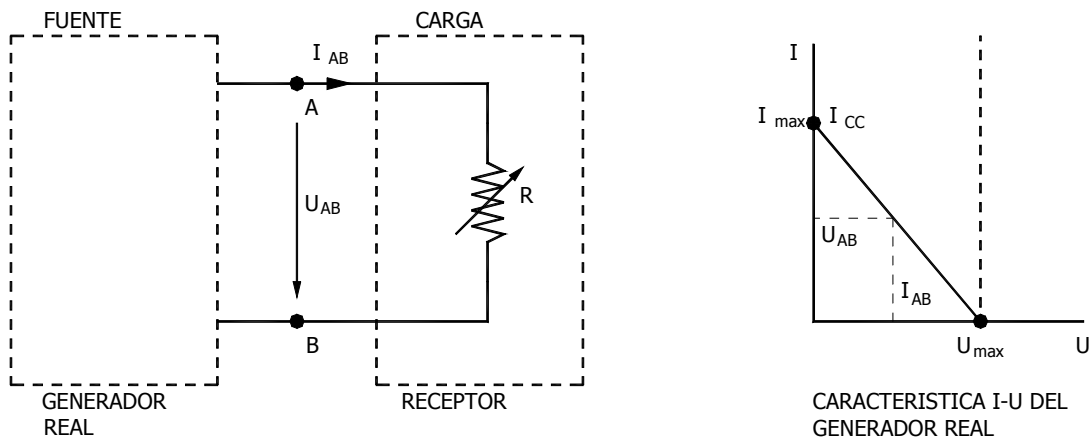 FUENTE
CARGA
I AB
A
U AB
R
B
GENERADOR
REAL
RECEPTOR
I
I max
I CC
U AB
I AB
U max
U
CARACTERISTICA I-U DEL
GENERADOR REAL